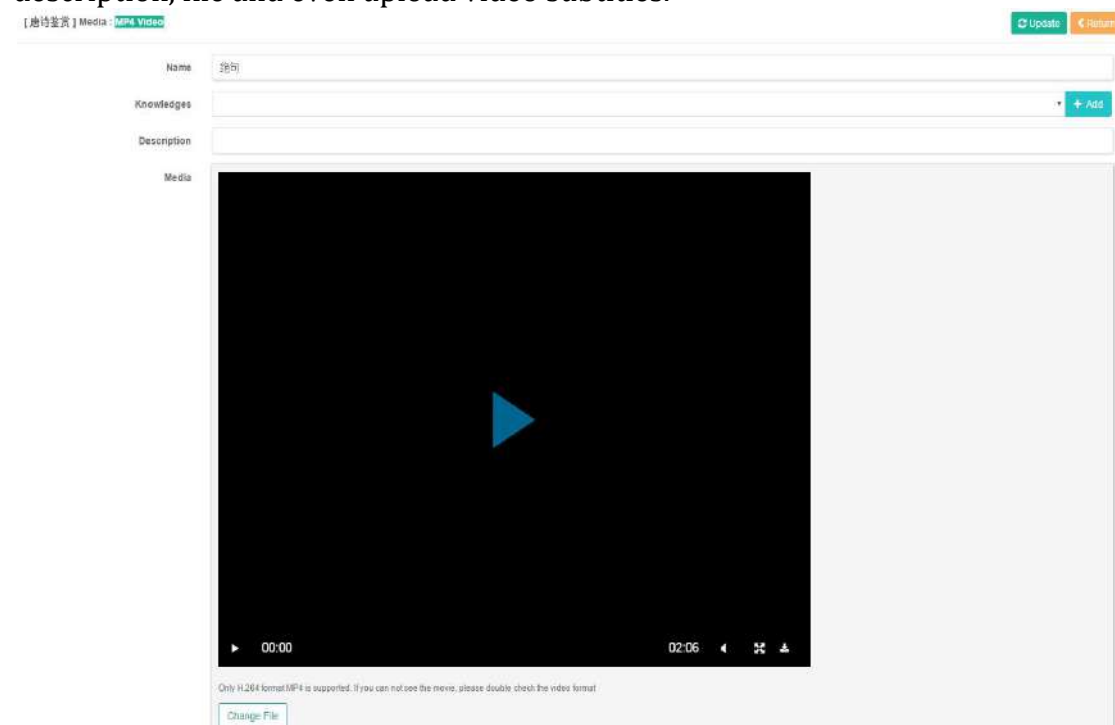 description, file and even upload video subtitles.
[ 唐诗鉴赏 ] Media : MP4 Video
Update
Return
Name
绝句
Knowledges
+ Add
Description
Media
00:00
02:06
Only H.264 format MP4 is supported. If you can not see the movie, please double check the video format
Change File